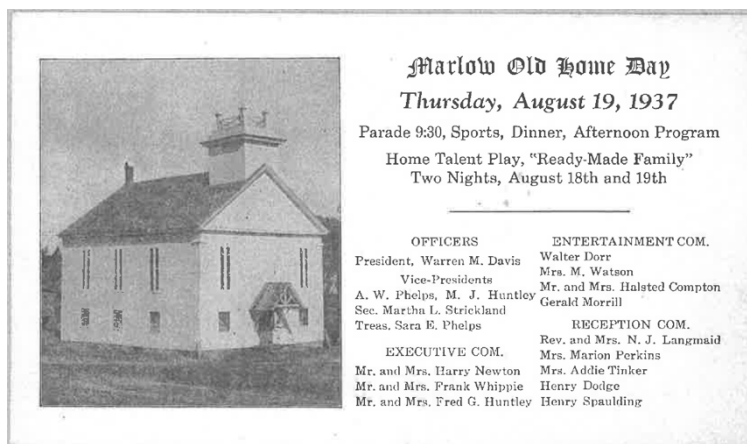 Marlow Old Home Day
Thursday, August 19, 1937
Parade 9:30, Sports, Dinner, Afternoon Program
Home Talent Play, "Ready-Made Family"
Two Nights, August 18th and 19th
OFFICERS
President, Warren M. Davis
Vice-Presidents
A. W. Phelps, M. J. Huntley
Sec. Martha L. Strickland
Treas. Sara E. Phelps
EXECUTIVE COM.
Mr. and Mrs. Harry Newton
Mr. and Mrs. Frank Whippie
Mr. and Mrs. Fred G. Huntley
ENTERTAINMENT COM.
Walter Dorr
Mrs. M. Watson
Mr. and Mrs. Halsted Compton
Gerald Morrill
RECEPTION COM.
Rev. and Mrs. N. J. Langmaid
Mrs. Marion Perkins
Mrs. Addie Tinker
Henry Dodge
Henry Spaulding